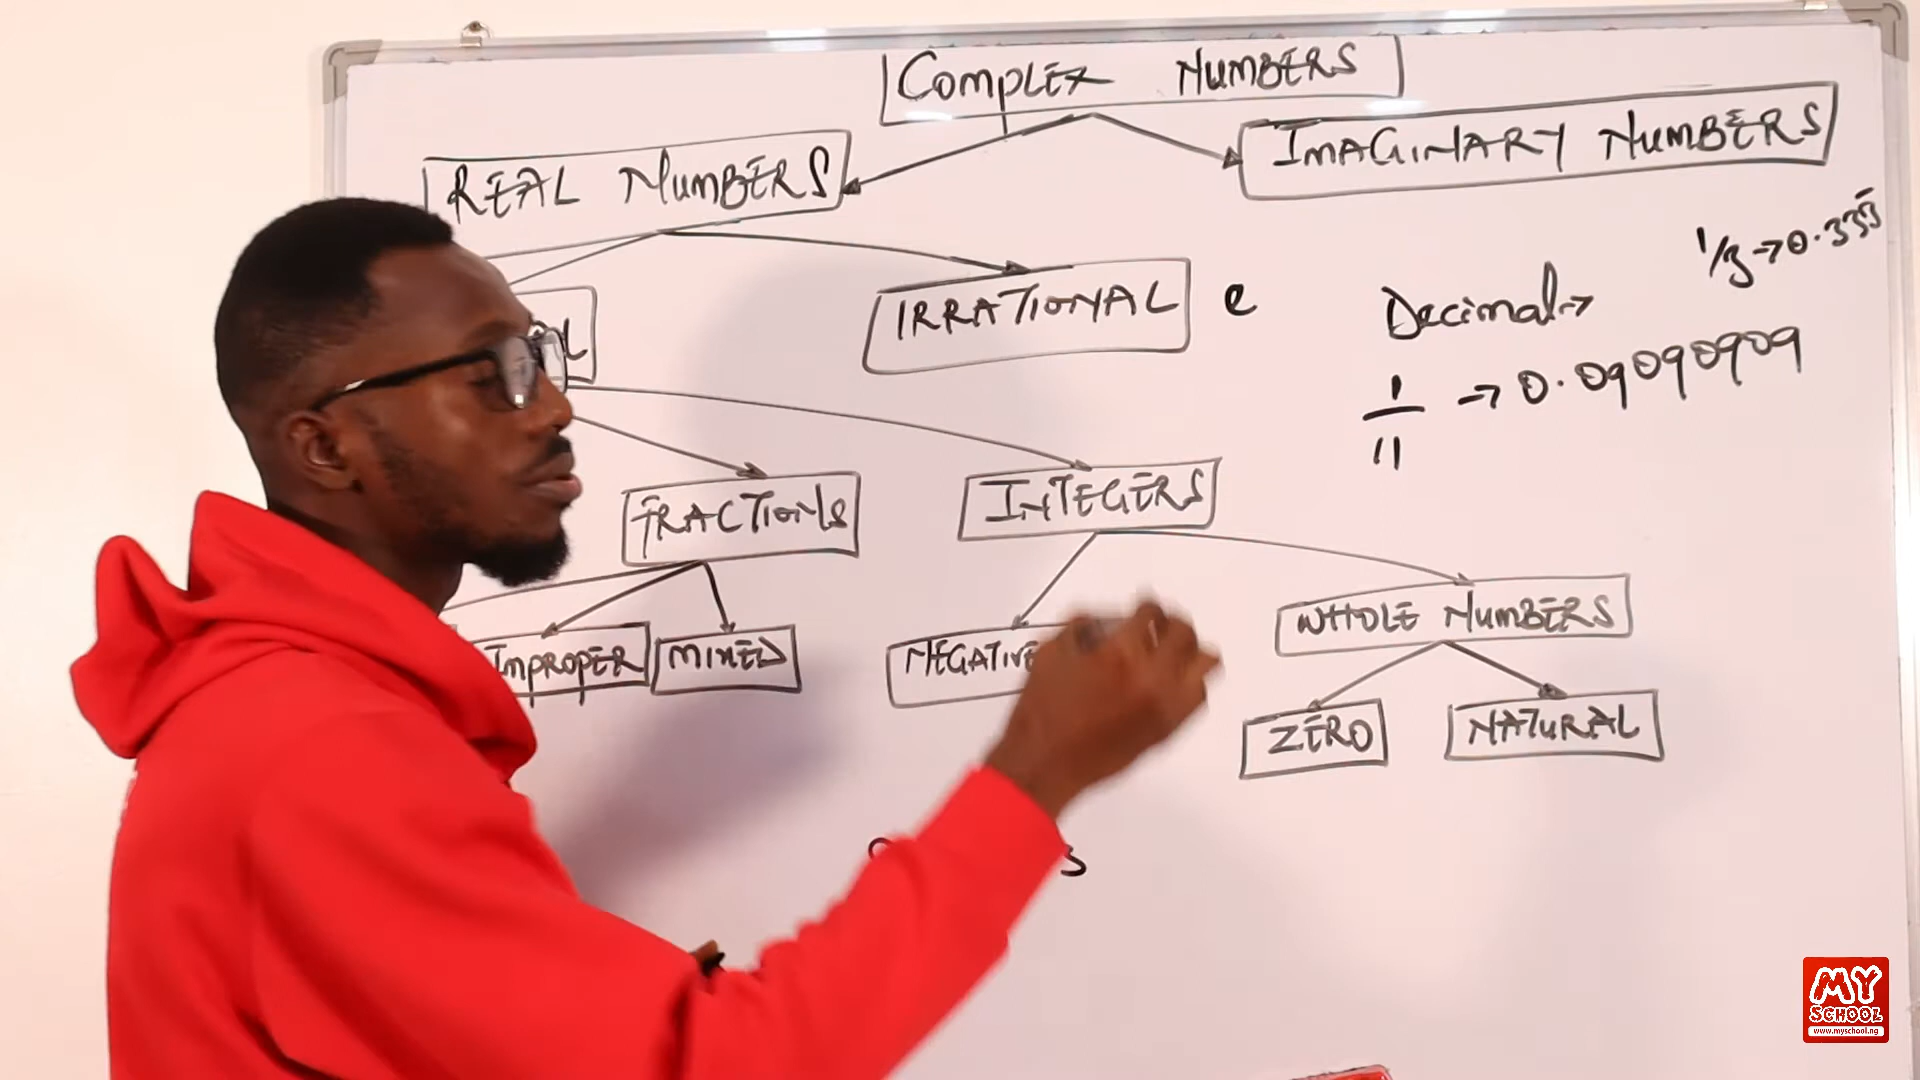 COMPLEX NUMBERS
REAL NUMBERS
IMAGINARY NUMBERS
1/3 → 0.333
IRRATIONAL e
Decimal →
1/11 → 0.09090909
FRACTIONS
INTEGERS
IMPROPER
MIXED
NEGATIVE
WHOLE NUMBERS
ZERO
NATURAL
MY
SCHOOL
www.myschool.ng